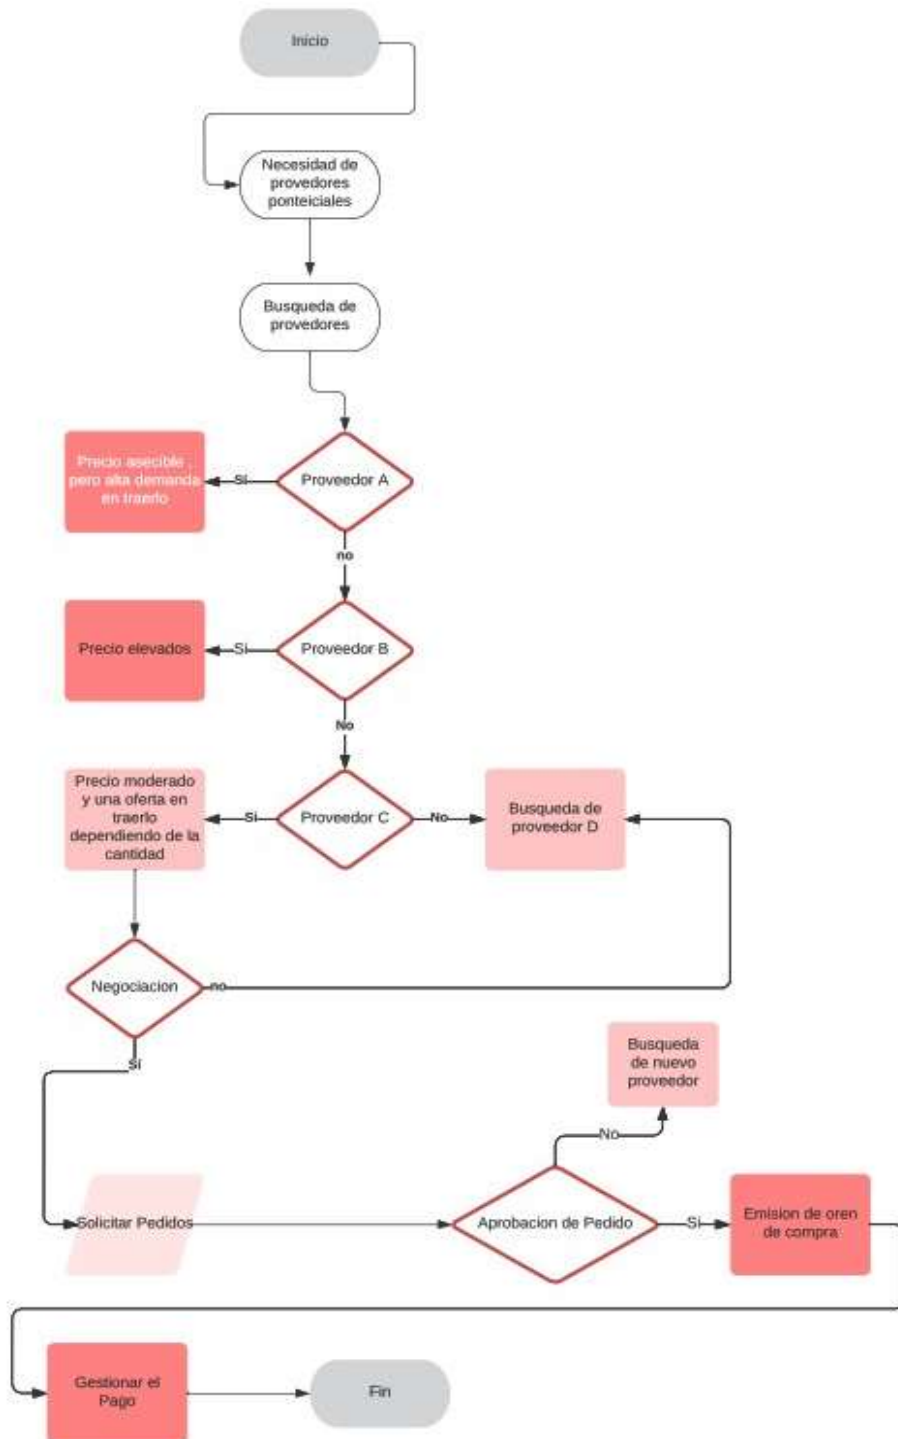 Inicio
Necesidad de
provedores
ponteiciales
Busqueda de
provedores
Precio asecible ,
pero alta demanda
en traerlo
Si
Proveedor A
no
Precio elevados
Si
Proveedor B
No
Precio moderado
y una oferta en
traerlo
dependiendo de la
cantidad
Si
Proveedor C
No
Busqueda de
proveedor D
Negociacion
no
Si
Busqueda
de nuevo
proveedor
No
Solicitar Pedidos
Aprobacion de Pedido
Si
Emision de oren
de compra
Gestionar el
Pago
Fin